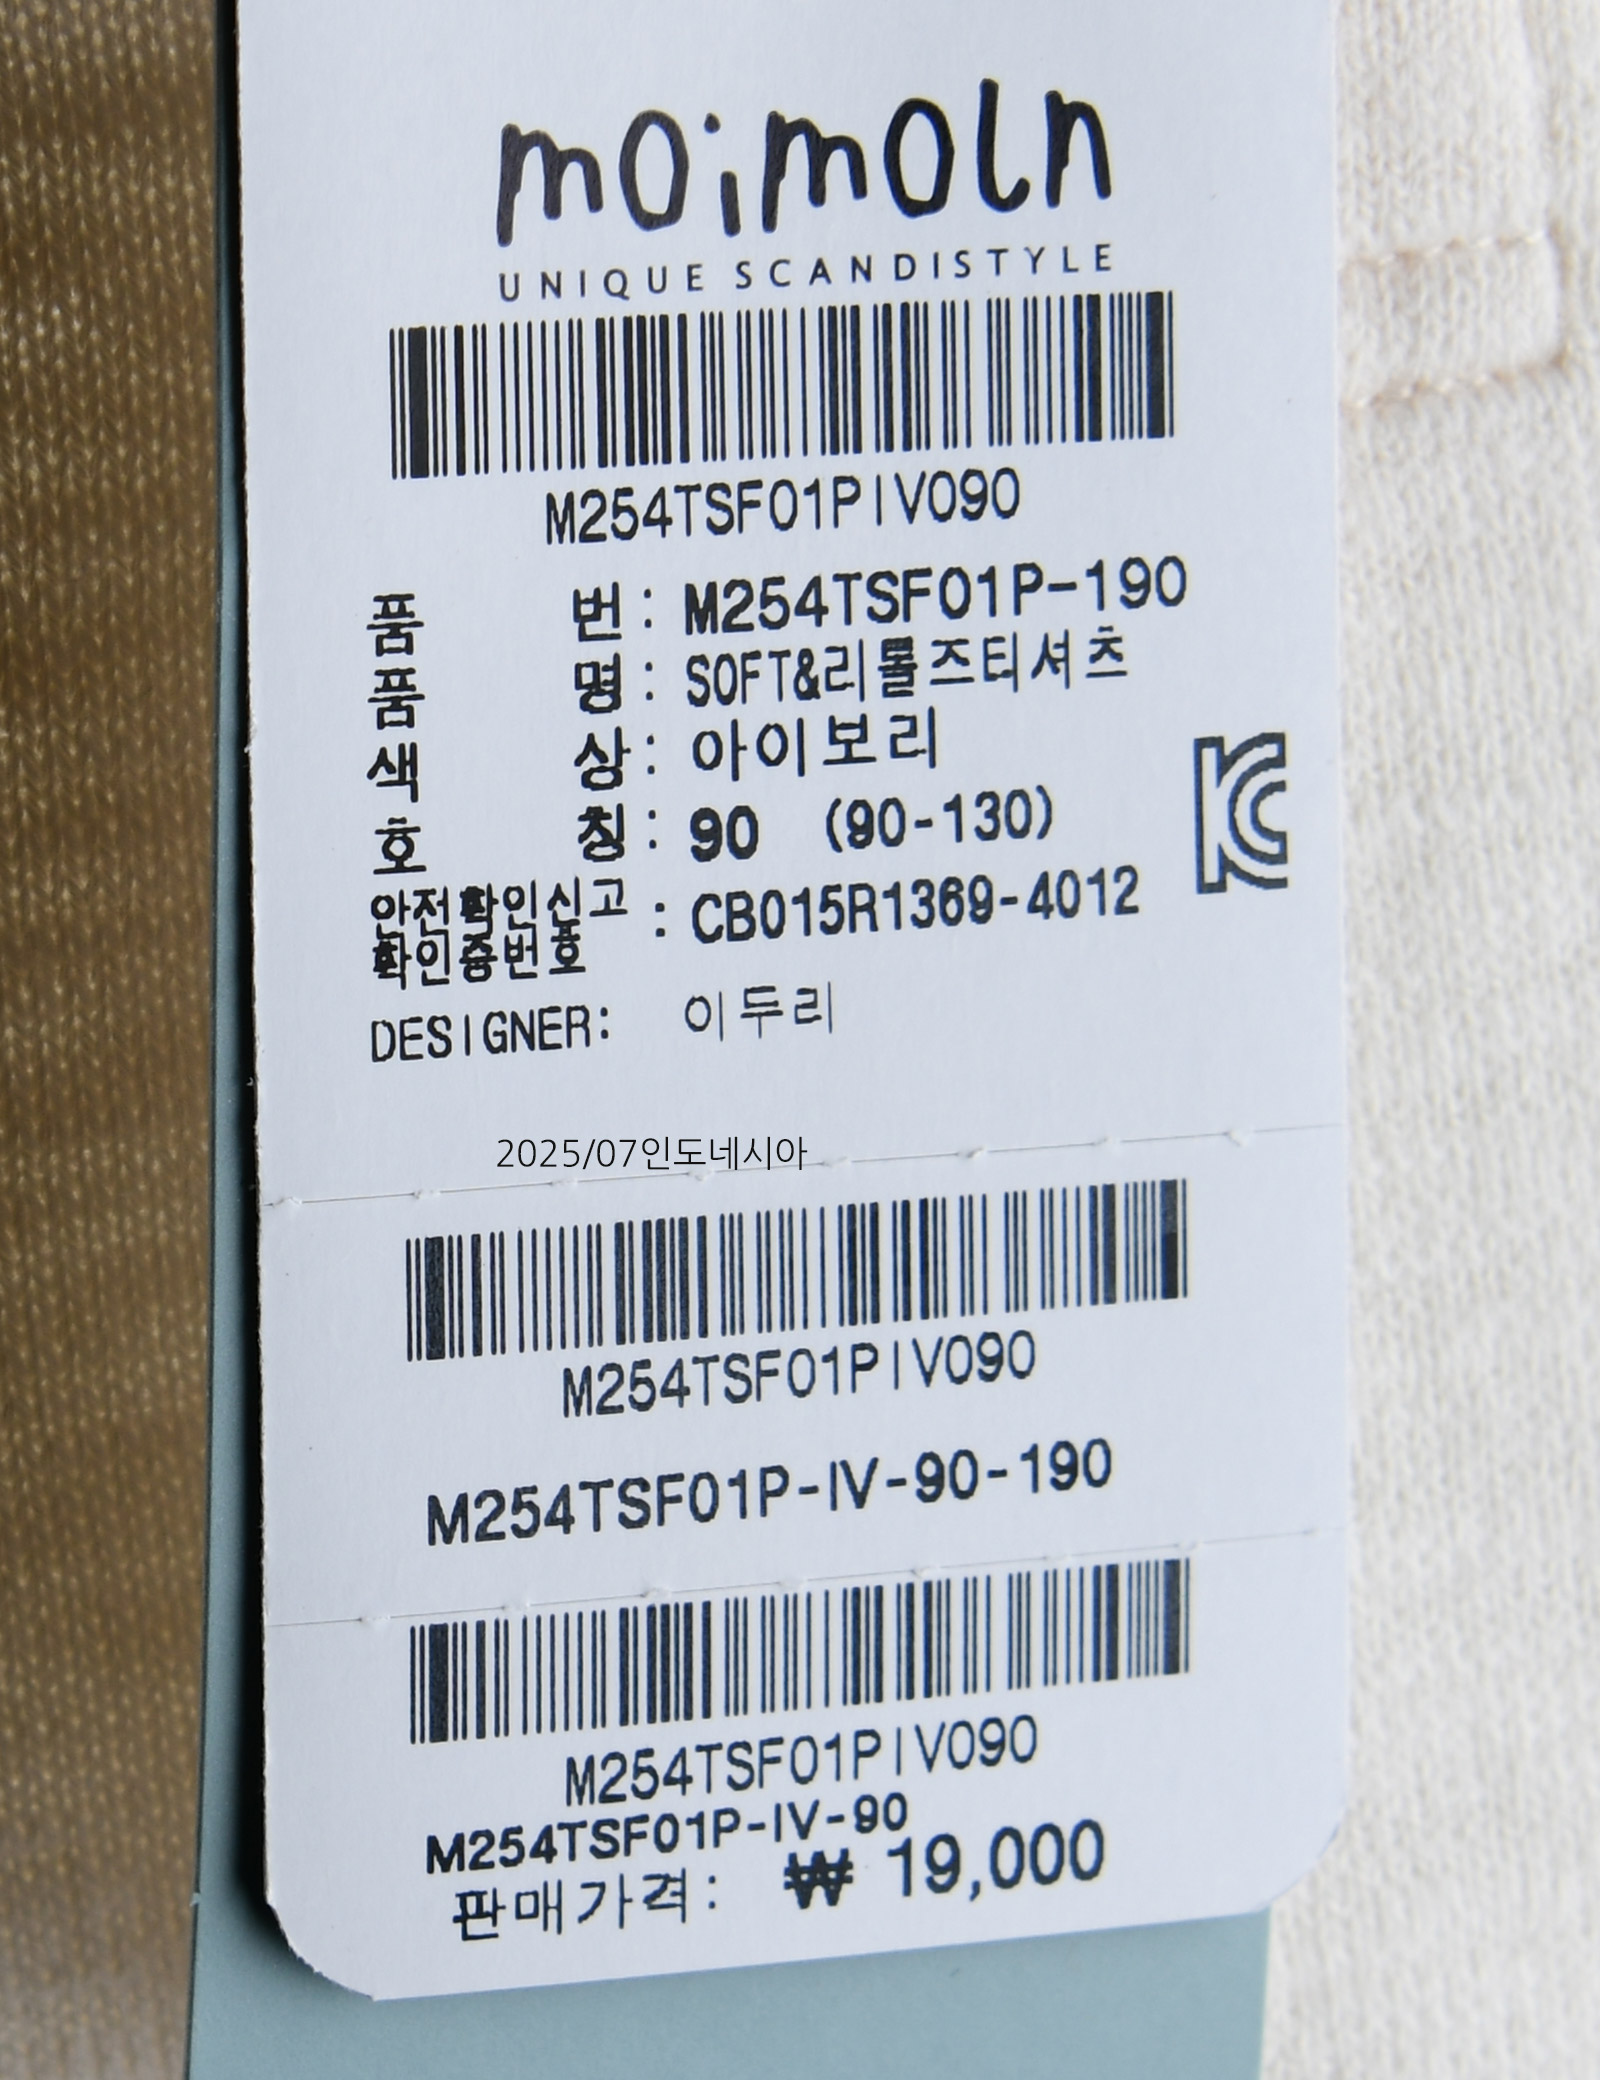 moimoln
UNIQUE SCANDISTYLE
M254TSF01PIV090
품 번 : M254TSF01P-190
품 명 : SOFT&리롤즈티셔츠
색 상 : 아이보리
호 칭 : 90 (90-130)
안전확인신고
확인증번호 : CB015R1369-4012
DESIGNER: 이두리
2025/07인도네시아
M254TSF01PIV090
M254TSF01P-IV-90-190
M254TSF01PIV090
M254TSF01P-IV-90
판매가격: ₩ 19,000